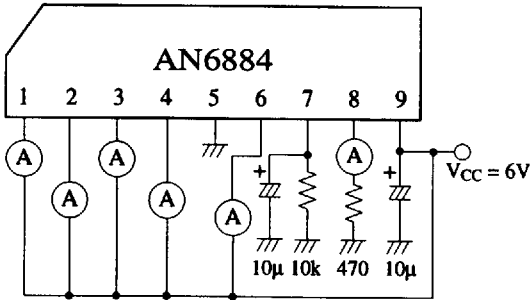 AN6884
1 2 3 4 5 6 7 8 9
A A A
A A A
+ +
V_CC = 6V
10μ 10k 470 10μ